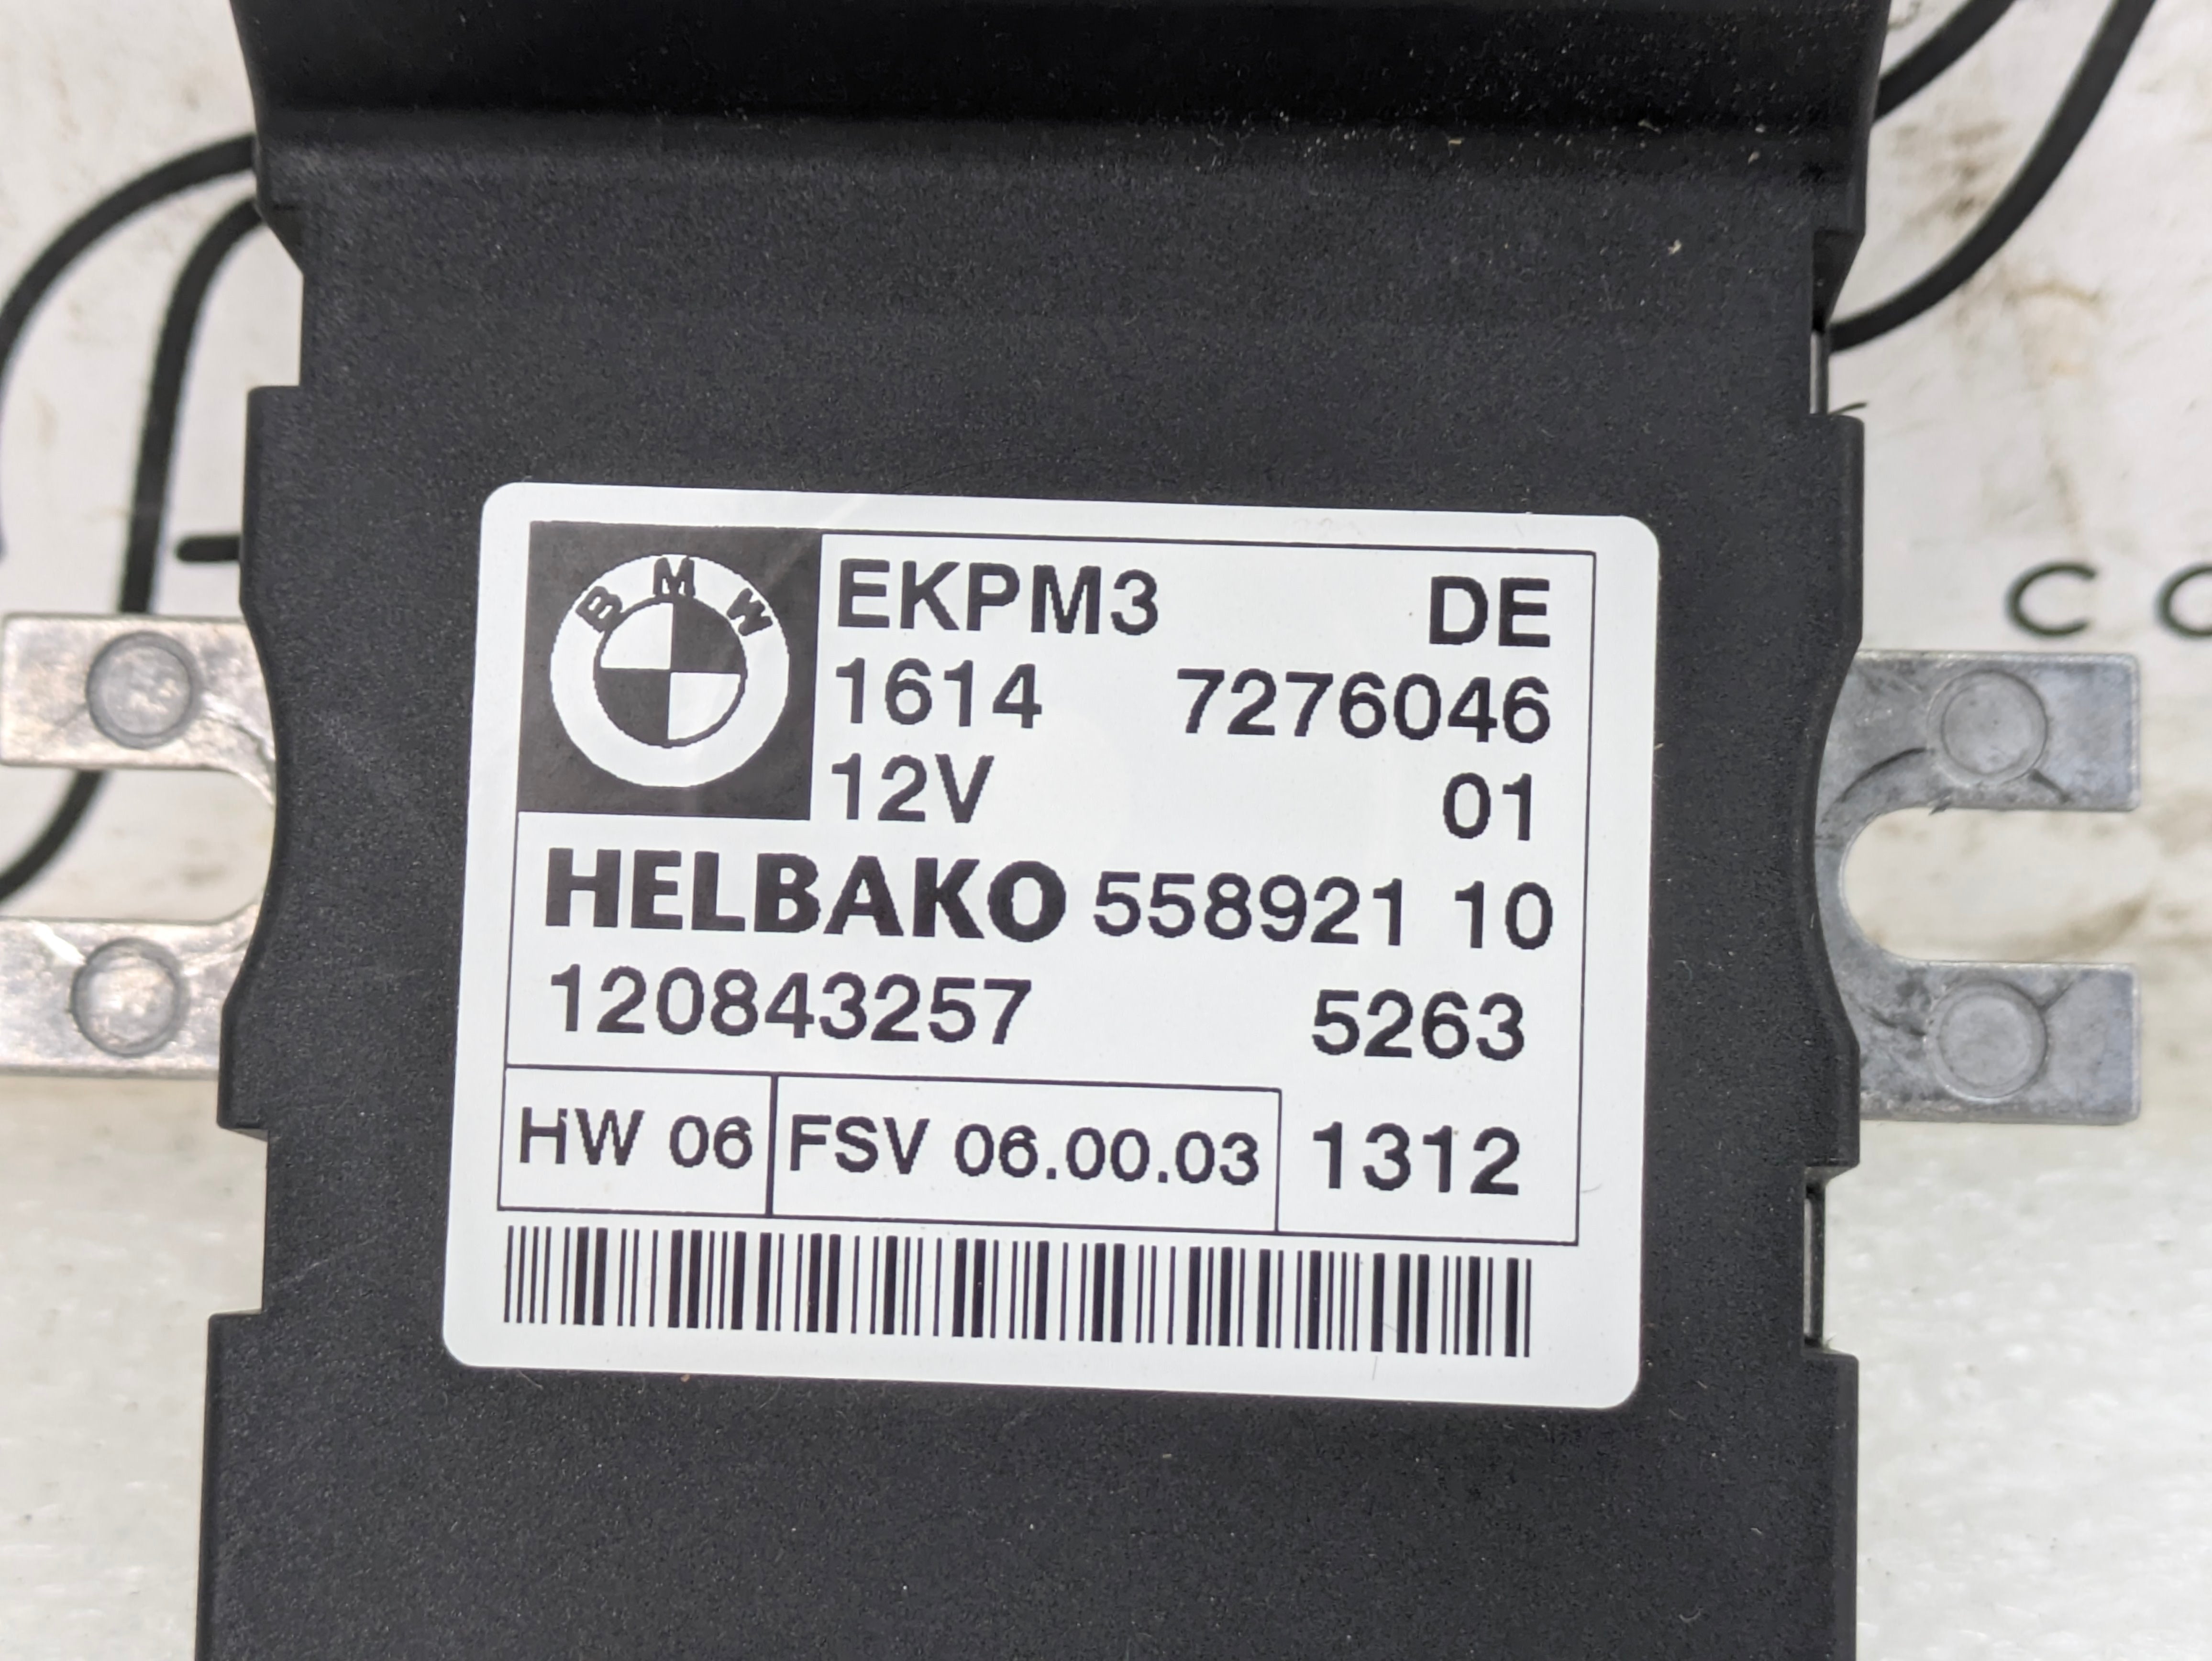 BMW
EKPM3 DE
1614 7276046
12V 01
HELBAKO 558921 10
120843257 5263
HW 06 FSV 06.00.03 1312